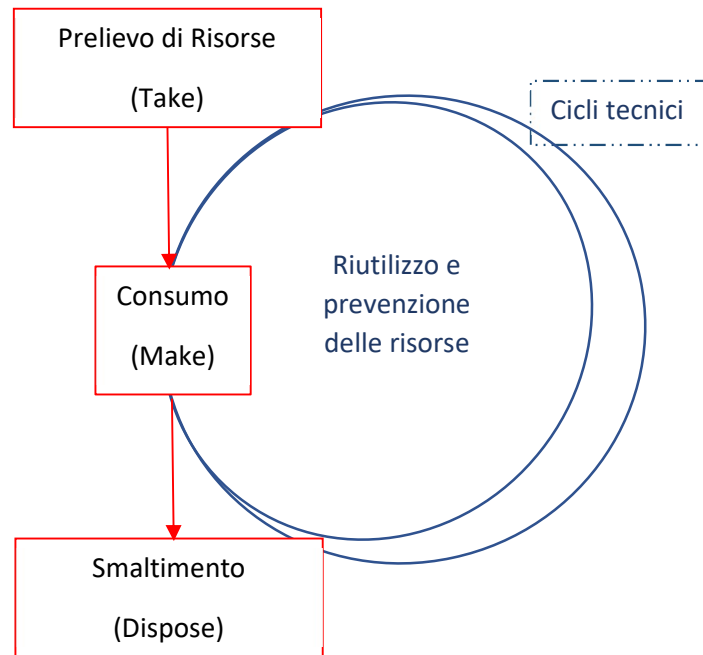 Prelievo di Risorse
(Take)
Cicli tecnici
Riutilizzo e
prevenzione
delle risorse
Consumo
(Make)
Smaltimento
(Dispose)